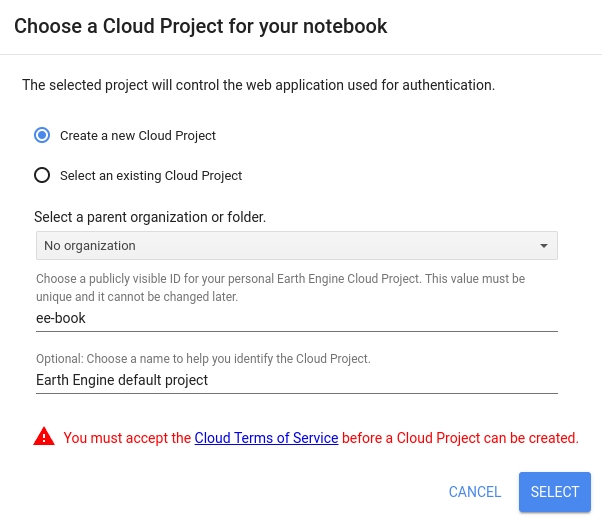 Choose a Cloud Project for your notebook
The selected project will control the web application used for authentication.
Create a new Cloud Project
Select an existing Cloud Project
Select a parent organization or folder.
No organization
Choose a publicly visible ID for your personal Earth Engine Cloud Project. This value must be
unique and it cannot be changed later.
ee-book
Optional: Choose a name to help you identify the Cloud Project.
Earth Engine default project
You must accept the Cloud Terms of Service before a Cloud Project can be created.
CANCEL SELECT